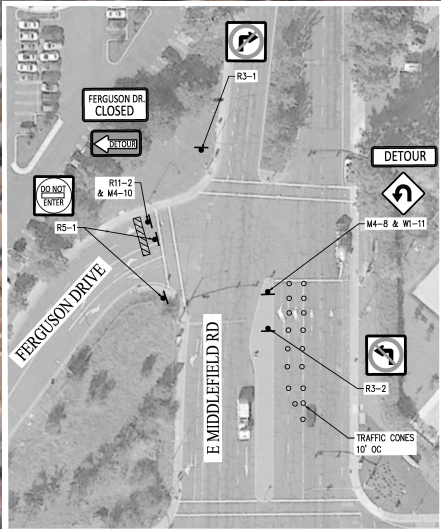 R3-1
FERGUSON DR.
CLOSED
DETOUR
DO NOT
ENTER
R11-2
& M4-10
R5-1
FERGUSON DRIVE
E MIDDLEFIELD RD
DETOUR
M4-8 & W1-11
R3-2
TRAFFIC CONES
10' OC